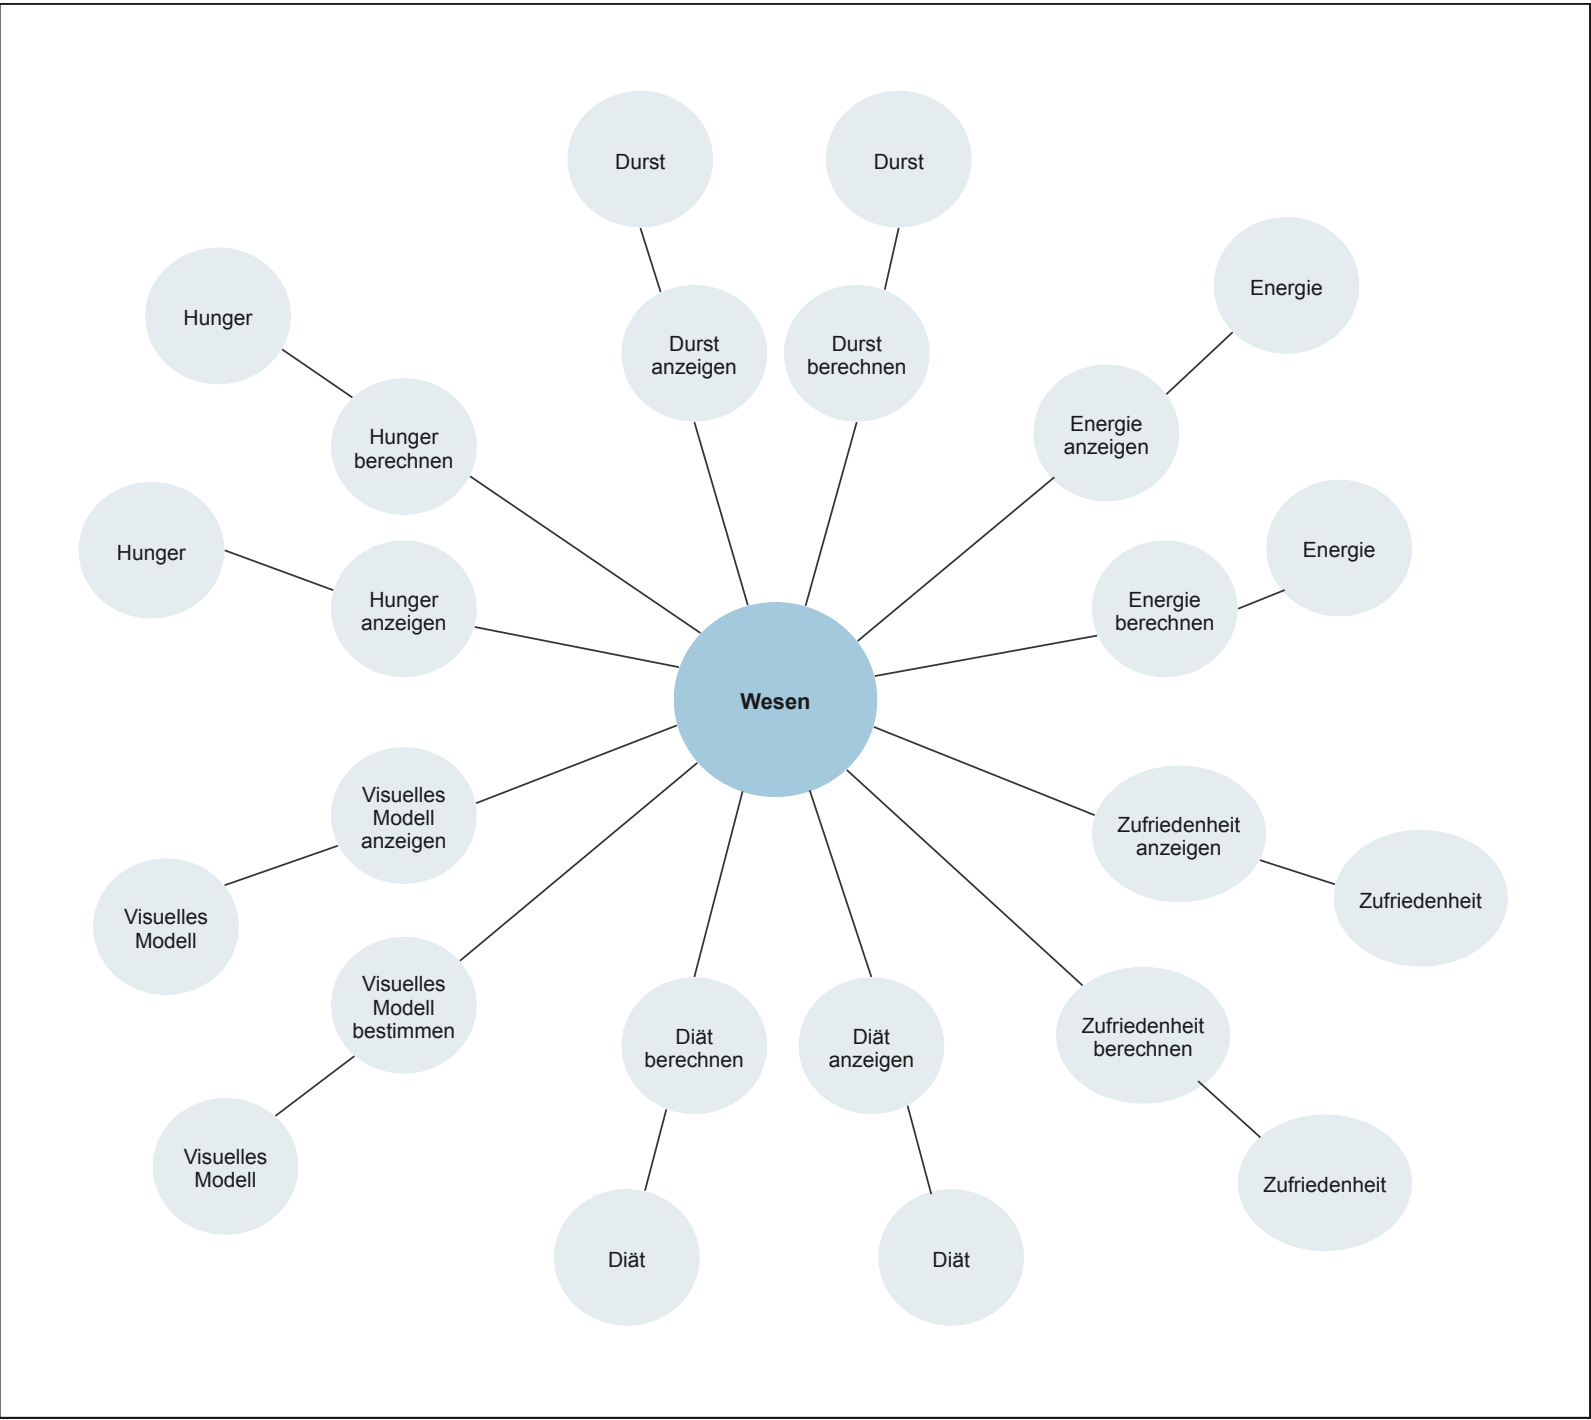 Durst
Durst
Energie
Hunger
Durst
anzeigen
Durst
berechnen
Energie
anzeigen
Hunger
berechnen
Hunger
Energie
Hunger
anzeigen
Energie
berechnen
Wesen
Visuelles
Modell
anzeigen
Zufriedenheit
anzeigen
Zufriedenheit
Visuelles
Modell
Visuelles
Modell
bestimmen
Diät
berechnen
Diät
anzeigen
Zufriedenheit
berechnen
Visuelles
Modell
Zufriedenheit
Diät
Diät